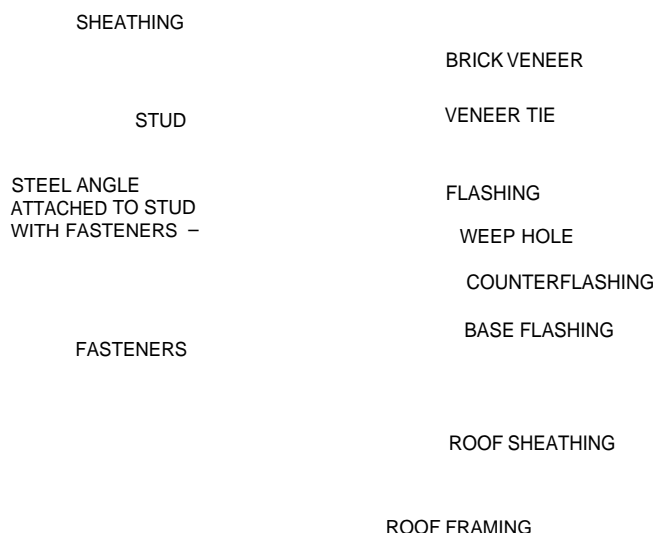 SHEATHING
BRICK VENEER
STUD
VENEER TIE
STEEL ANGLE
ATTACHED TO STUD
WITH FASTENERS –
FLASHING
WEEP HOLE
COUNTERFLASHING
BASE FLASHING
FASTENERS
ROOF SHEATHING
ROOF FRAMING